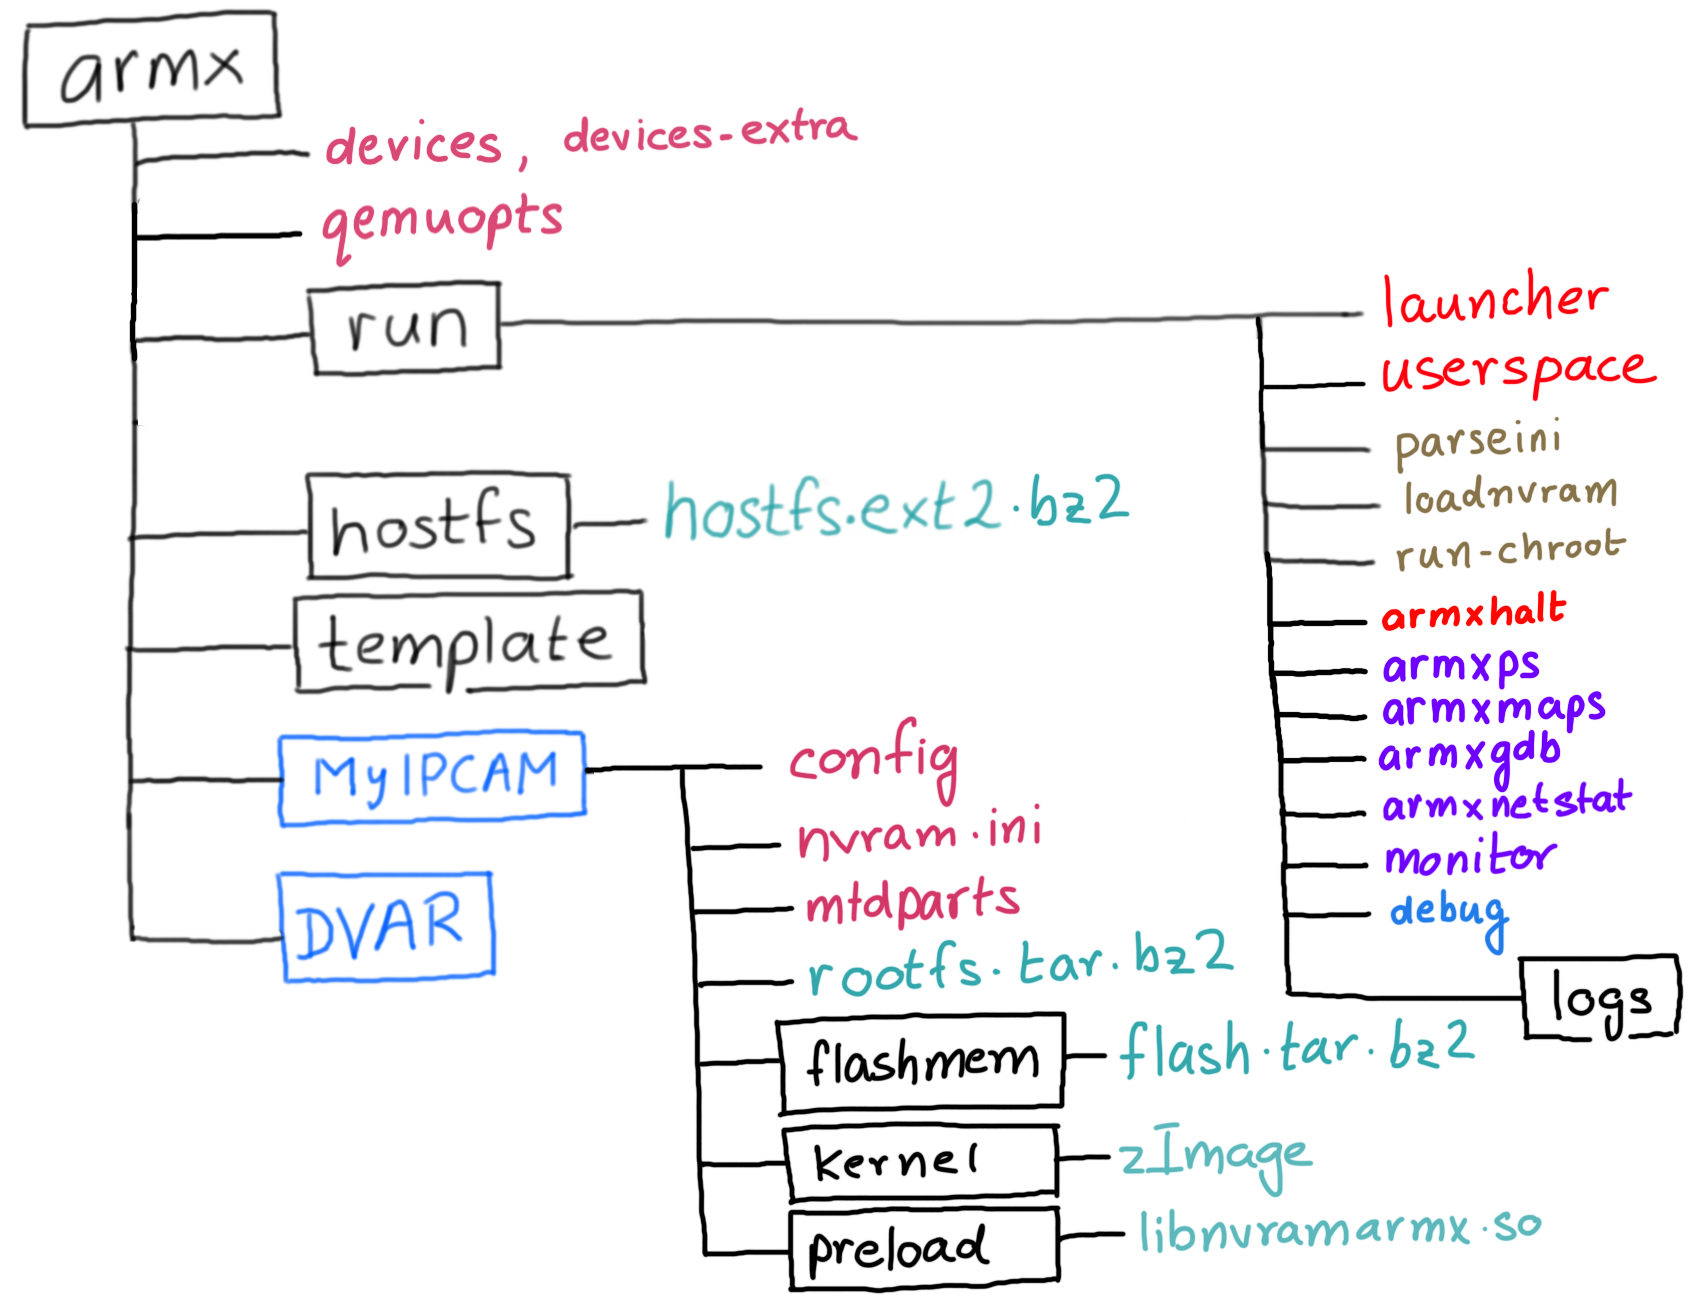 armx
devices, devices-extra
qemuopts
run
launcher
userspace
parseini
loadnvram
run-chroot
armxhalt
armxps
armxmaps
armxgdb
armxnetstat
monitor
debug
logs
hostfs
hostfs.ext2.bz2
template
MyIPCAM
config
nvram.ini
mtdparts
rootfs.tar.bz2
flashmem
flash.tar.bz2
kernel
zImage
preload
libnvramarmx.so
DVAR